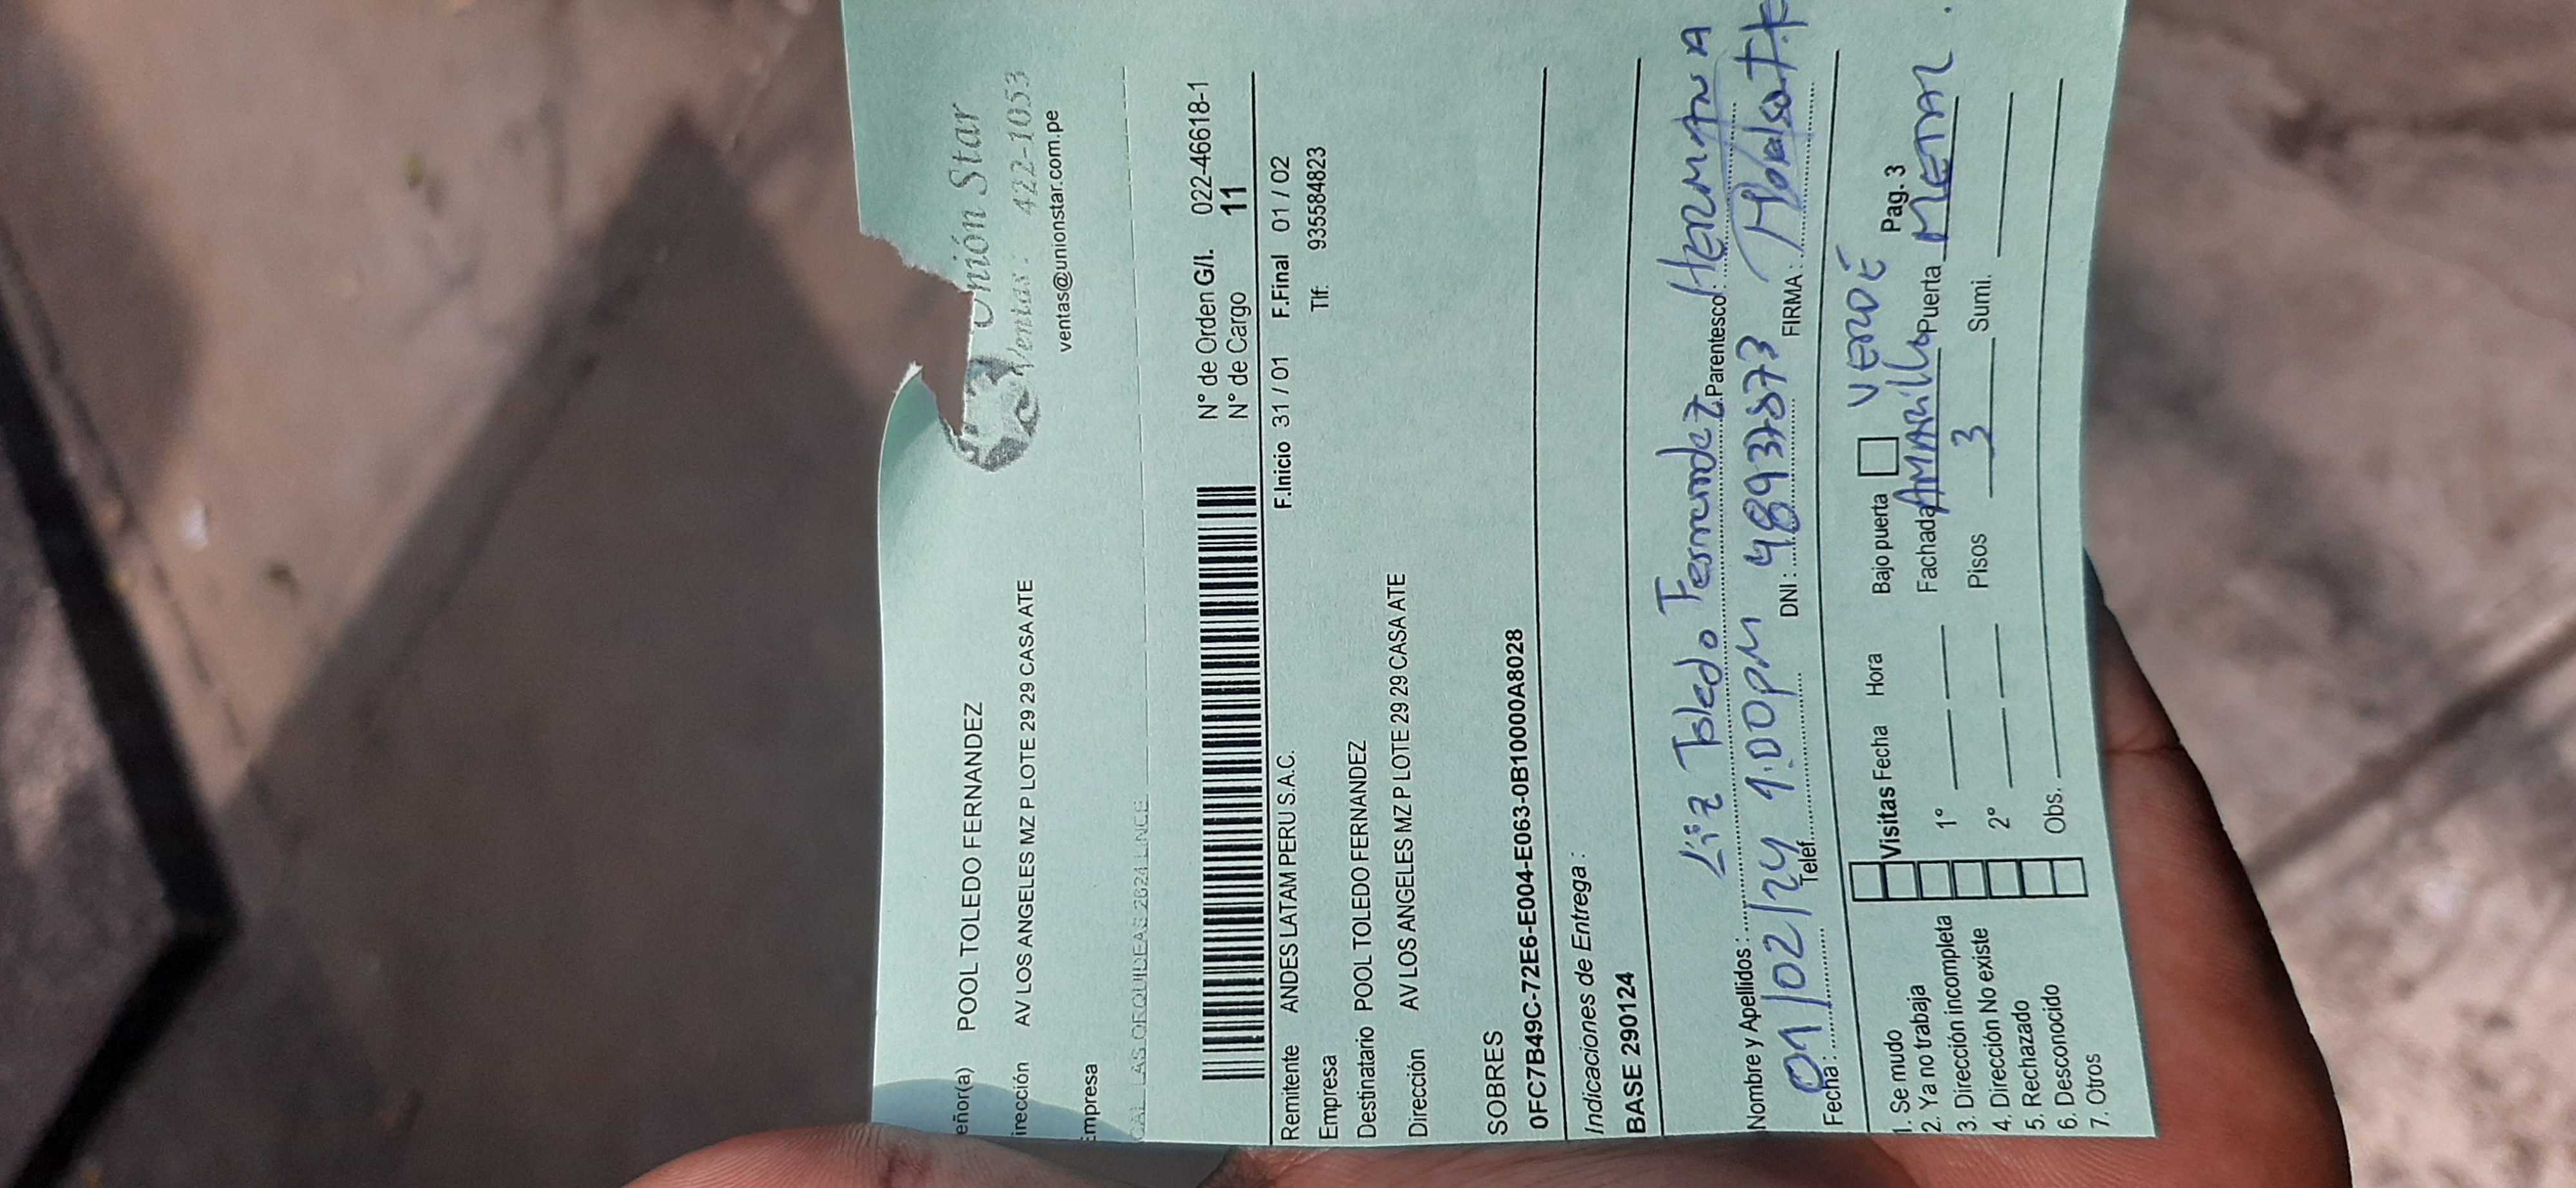 eñor(a) POOL TOLEDO FERNANDEZ
irección AV LOS ANGELES MZ P LOTE 29 29 CASA ATE
Empresa
Unión Star
Ventas: 422-1053
ventas@unionstar.com.pe
CAL. LAS ORQUIDEAS 2624 LINCE
N° de Orden G/I. 022-46618-1
N° de Cargo 11
F.Inicio 31 / 01 F.Final 01 / 02
Remitente ANDES LATAM PERU S.A.C.
Empresa Tlf: 935584823
Destinatario POOL TOLEDO FERNANDEZ
Dirección AV LOS ANGELES MZ P LOTE 29 29 CASA ATE
SOBRES
0FC7B49C-72E6-E004-E063-0B10000A8028
Indicaciones de Entrega :
BASE 290124
Nombre y Apellidos : Liz Toledo Fernandez Parentesco : HERMANA
Fecha : 01/02/24 1:00pm Telef. DNI : 48937873 FIRMA :
1. Se mudo
2. Ya no trabaja
3. Dirección incompleta
4. Dirección No existe
5. Rechazado
6. Desconocido
7. Otros
Visitas Fecha Hora Bajo puerta VERDE Pag. 3
1° Fachada AMARILLO Puerta METAL
2° Pisos 3 Sumi.
Obs.